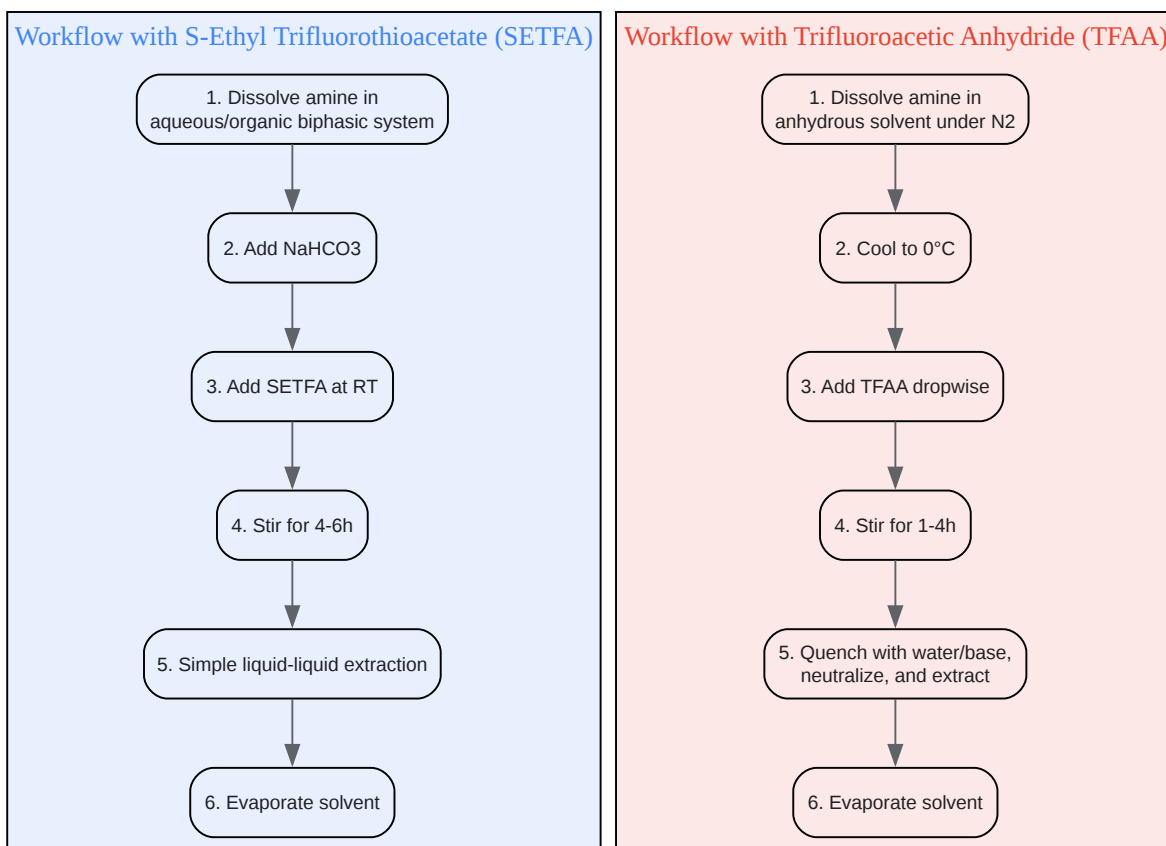 Workflow with S-Ethyl Trifluorothioacetate (SETFA)
1. Dissolve amine in
aqueous/organic biphasic system
2. Add NaHCO3
3. Add SETFA at RT
4. Stir for 4-6h
5. Simple liquid-liquid extraction
6. Evaporate solvent
Workflow with Trifluoroacetic Anhydride (TFAA)
1. Dissolve amine in
anhydrous solvent under N2
2. Cool to 0°C
3. Add TFAA dropwise
4. Stir for 1-4h
5. Quench with water/base,
neutralize, and extract
6. Evaporate solvent